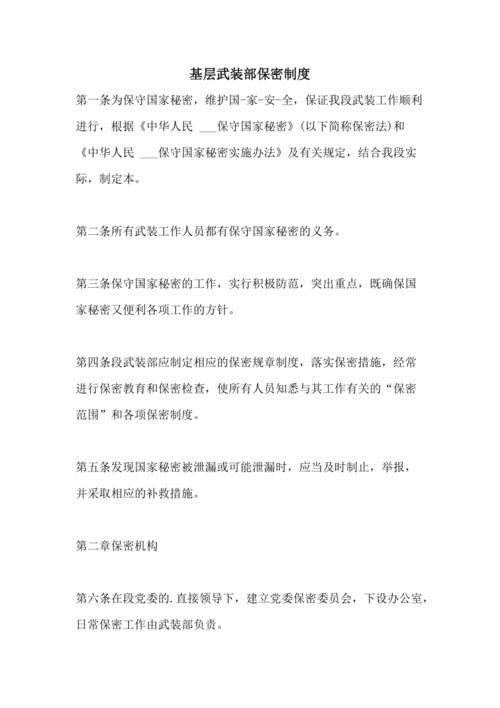 基层武装部保密制度
第一条为保守国家秘密，维护国-家-安-全，保证我段武装工作顺利
进行，根据《中华人民 ___保守国家秘密》(以下简称保密法)和
《中华人民 ___保守国家秘密实施办法》及有关规定，结合我段实
际，制定本。
第二条所有武装工作人员都有保守国家秘密的义务。
第三条保守国家秘密的工作，实行积极防范，突出重点，既确保国
家秘密又便利各项工作的方针。
第四条段武装部应制定相应的保密规章制度，落实保密措施，经常
进行保密教育和保密检查，使所有人员知悉与其工作有关的“保密
范围”和各项保密制度。
第五条发现国家秘密被泄漏或可能泄漏时，应当及时制止，举报，
并采取相应的补救措施。
第二章保密机构
第六条在段党委的.直接领导下，建立党委保密委员会，下设办公室，
日常保密工作由武装部负责。